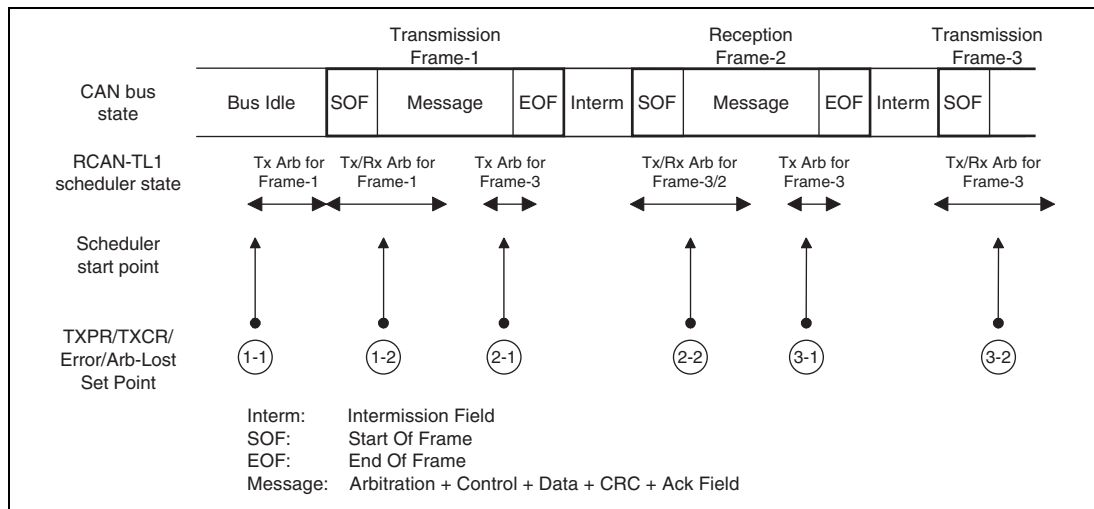 Transmission Frame-1
Reception Frame-2
Transmission Frame-3
CAN bus state
Bus Idle
SOF
Message
EOF
Interm
SOF
Message
EOF
Interm
SOF
RCAN-TL1 scheduler state
Tx Arb for Frame-1
Tx/Rx Arb for Frame-1
Tx Arb for Frame-3
Tx/Rx Arb for Frame-3/2
Tx Arb for Frame-3
Tx/Rx Arb for Frame-3
Scheduler start point
TXPR/TXCR/ Error/Arb-Lost Set Point
1-1
1-2
2-1
2-2
3-1
3-2
Interm: Intermission Field
SOF: Start Of Frame
EOF: End Of Frame
Message: Arbitration + Control + Data + CRC + Ack Field